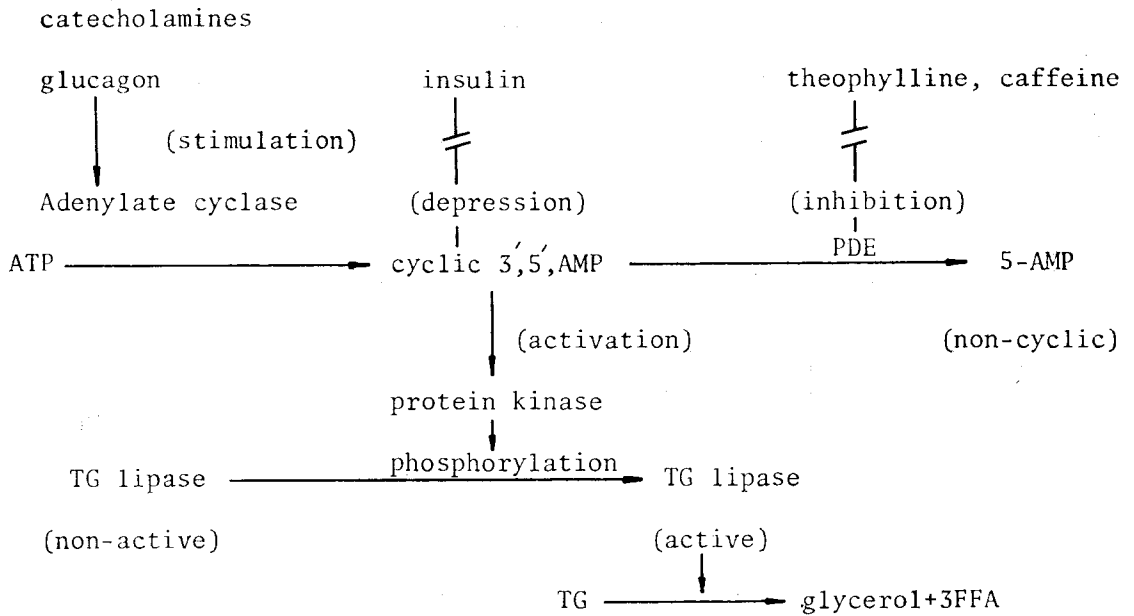 catecholamines
glucagon insulin theophylline, caffeine
(stimulation)
Adenylate cyclase (depression) (inhibition)
ATP cyclic 3′,5′,AMP PDE 5-AMP
(activation) (non-cyclic)
protein kinase
TG lipase phosphorylation TG lipase
(non-active) (active)
TG glycerol+3FFA